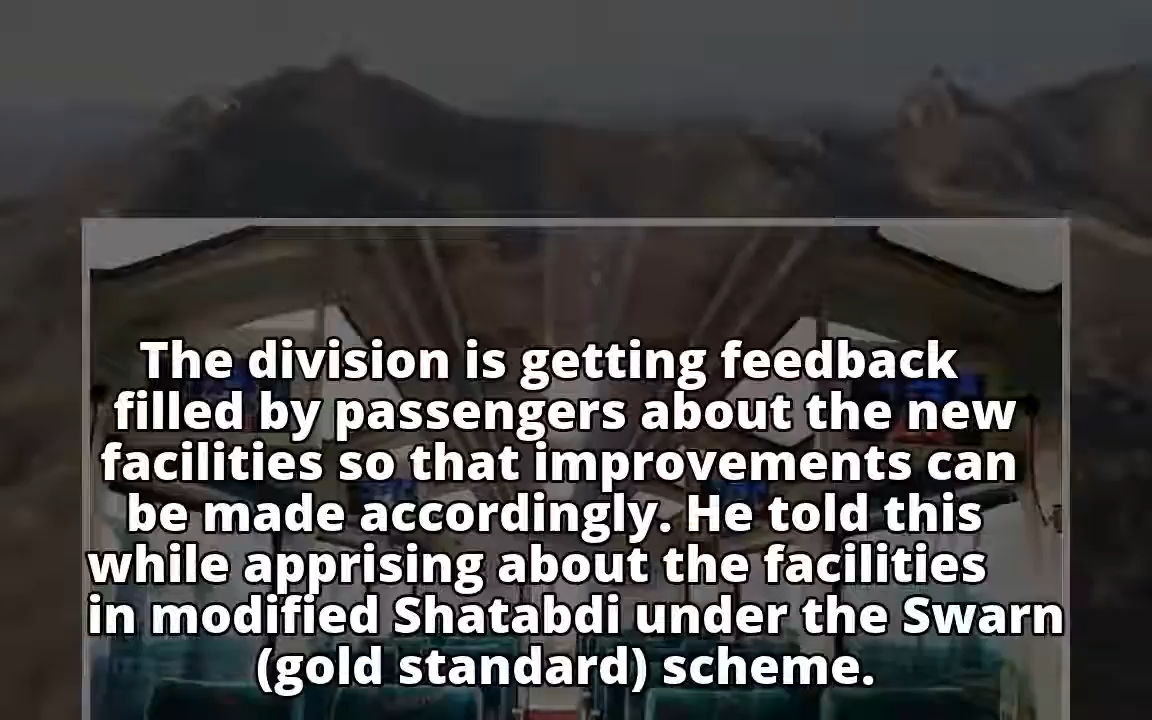 The division is getting feedback
filled by passengers about the new
facilities so that improvements can
be made accordingly. He told this
while apprising about the facilities
in modified Shatabdi under the Swarn
(gold standard) scheme.